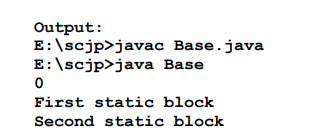 Output:
E:\scjp>javac Base.java
E:\scjp>java Base
0
First static block
Second static block